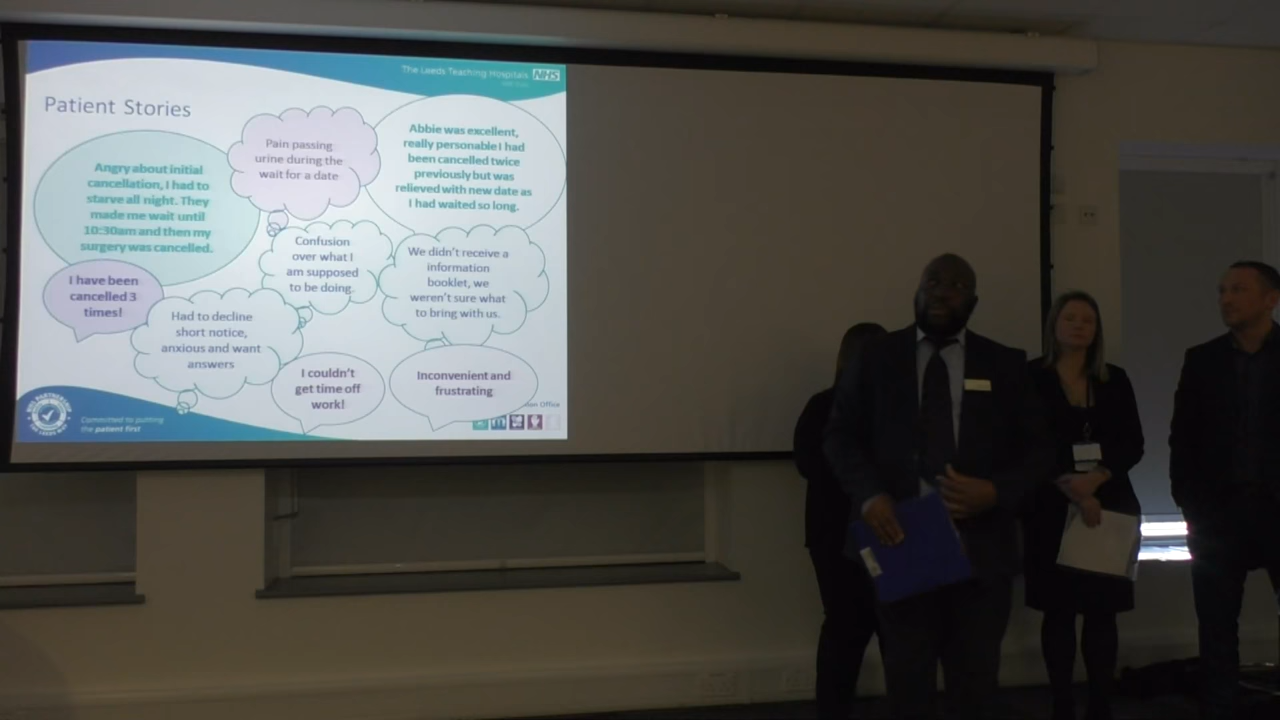 The Leeds Teaching Hospitals NHS
Patient Stories
Angry about initial
cancellation, I had to
starve all night. They
made me wait until
10:30am and then my
surgery was cancelled.
Pain passing
urine during the
wait for a date
Abbie was excellent,
really personable I had
been cancelled twice
previously but was
relieved with new date as
I had waited so long.
Confusion
over what I
am supposed
to be doing.
We didn't receive a
information
booklet, we
weren't sure what
to bring with us.
I have been
cancelled 3
times!
Had to decline
short notice,
anxious and want
answers
I couldn't
get time off
work!
Inconvenient and
frustrating
Committed to putting
the patient first
Office